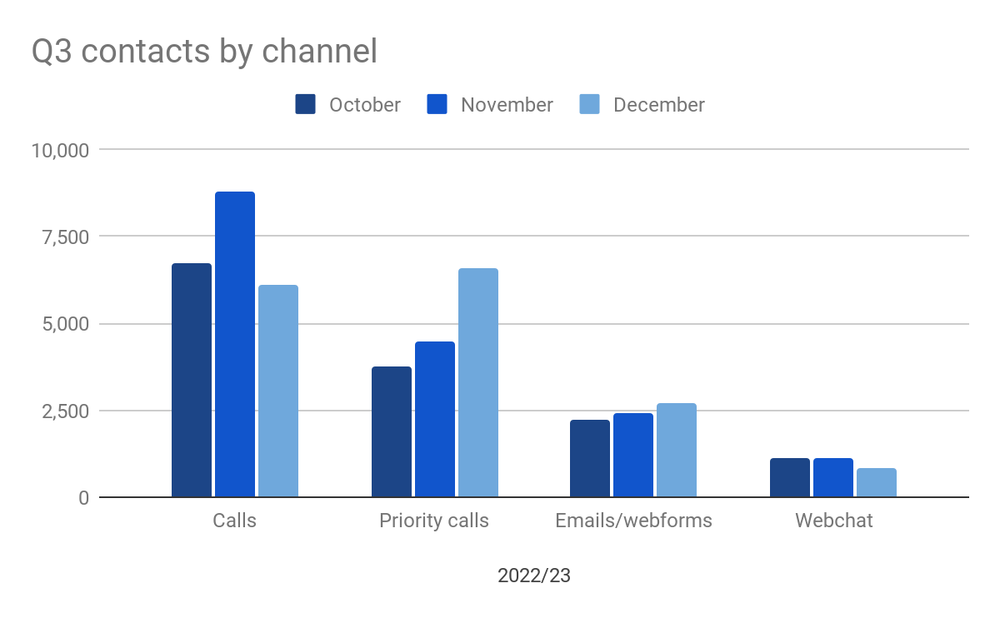 Q3 contacts by channel
October November December
10,000
7,500
5,000
2,500
0
Calls Priority calls Emails/webforms Webchat
2022/23